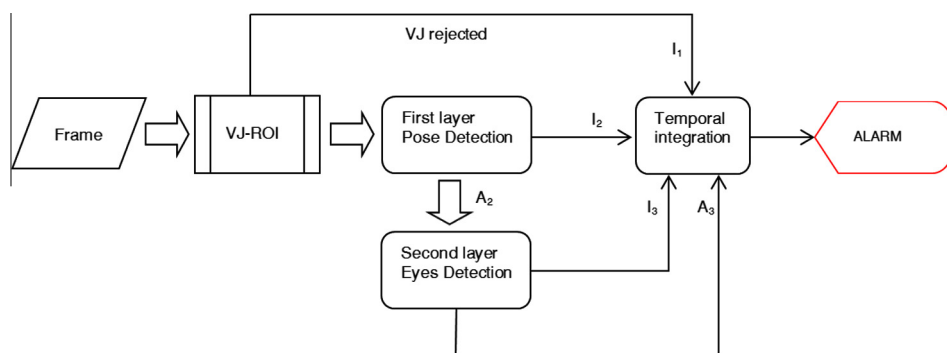 VJ rejected
I₁
Frame
VJ-ROI
First layer
Pose Detection
I₂
Temporal
integration
ALARM
A₂
I₃
A₃
Second layer
Eyes Detection